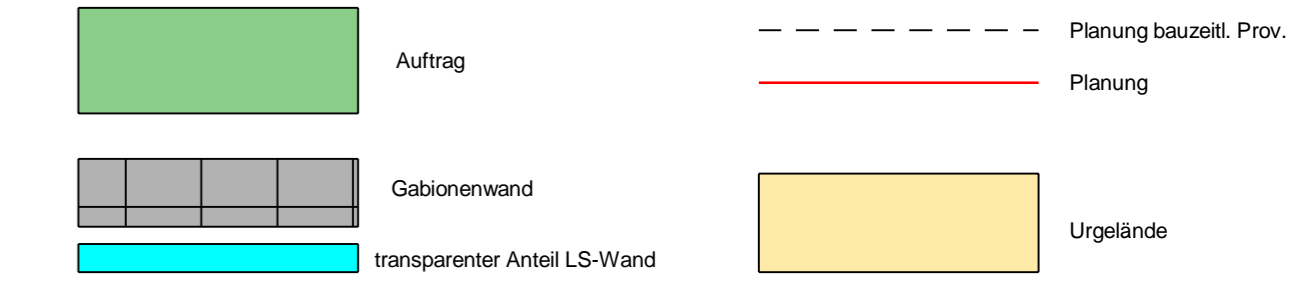 Auftrag
Gabionenwand
transparenter Anteil LS-Wand
Planung bauzeitl. Prov.
Planung
Urgelände